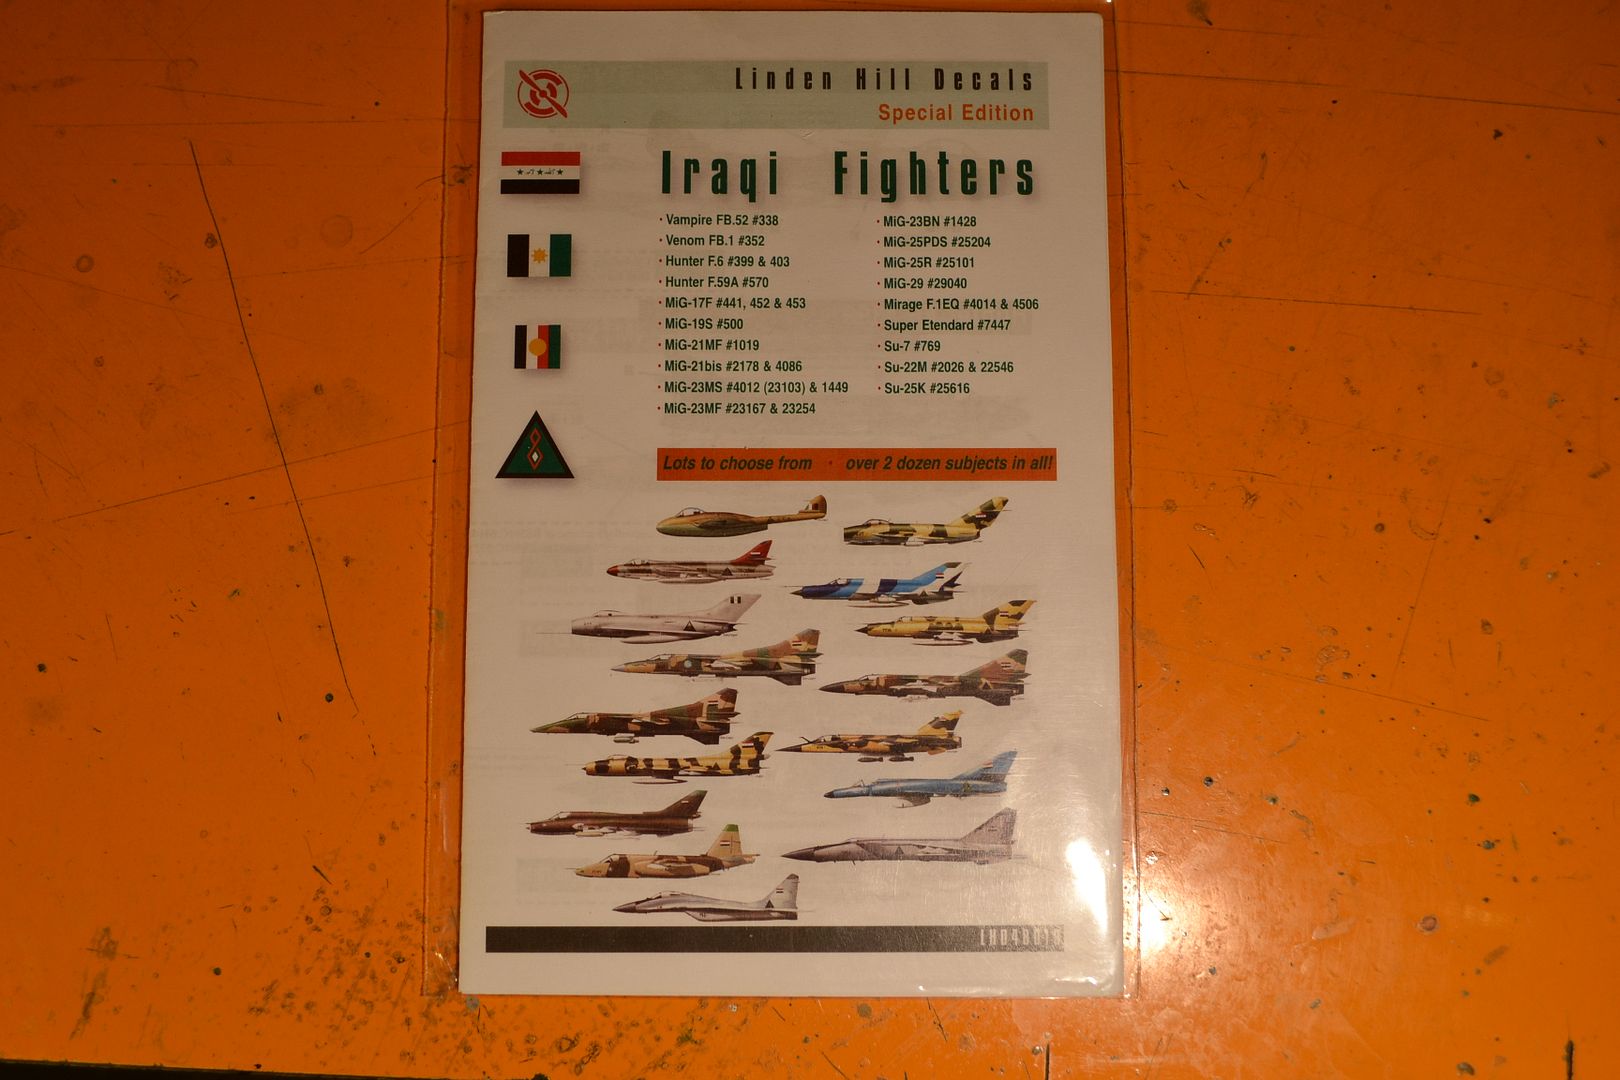 Linden Hill Decals
Special Edition
Iraqi Fighters
· Vampire FB.52 #338
· Venom FB.1 #352
· Hunter F.6 #399 & 403
· Hunter F.59A #570
· MiG-17F #441, 452 & 453
· MiG-19S #500
· MiG-21MF #1019
· MiG-21bis #2178 & 4086
· MiG-23MS #4012 (23103) & 1449
· MiG-23MF #23167 & 23254
· MiG-23BN #1428
· MiG-25PDS #25204
· MiG-25R #25101
· MiG-29 #29040
· Mirage F.1EQ #4014 & 4506
· Super Etendard #7447
· Su-7 #769
· Su-22M #2026 & 22546
· Su-25K #25616
Lots to choose from · over 2 dozen subjects in all!